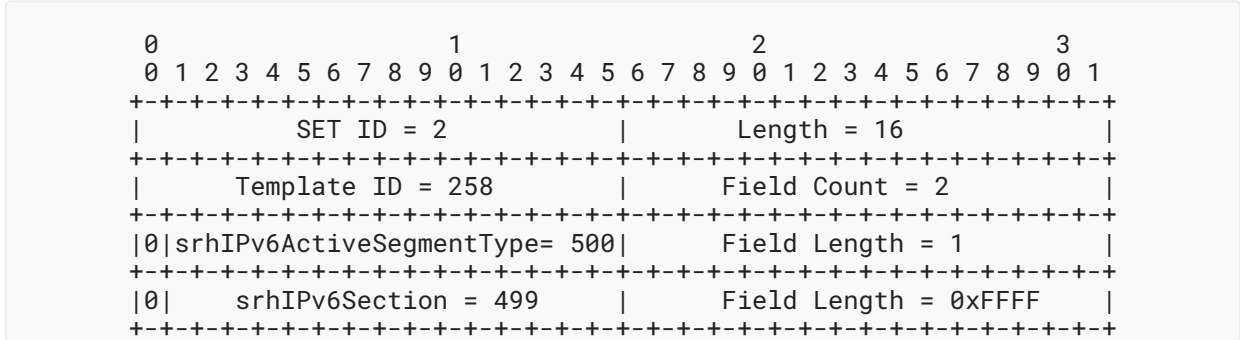 0                   1                   2                   3
 0 1 2 3 4 5 6 7 8 9 0 1 2 3 4 5 6 7 8 9 0 1 2 3 4 5 6 7 8 9 0 1
+-+-+-+-+-+-+-+-+-+-+-+-+-+-+-+-+-+-+-+-+-+-+-+-+-+-+-+-+-+-+-+-+
|          SET ID = 2           |       Length = 16             |
+-+-+-+-+-+-+-+-+-+-+-+-+-+-+-+-+-+-+-+-+-+-+-+-+-+-+-+-+-+-+-+-+
|      Template ID = 258        |      Field Count = 2          |
+-+-+-+-+-+-+-+-+-+-+-+-+-+-+-+-+-+-+-+-+-+-+-+-+-+-+-+-+-+-+-+-+
|0|srhIPv6ActiveSegmentType= 500|      Field Length = 1         |
+-+-+-+-+-+-+-+-+-+-+-+-+-+-+-+-+-+-+-+-+-+-+-+-+-+-+-+-+-+-+-+-+
|0|    srhIPv6Section = 499     |      Field Length = 0xFFFF    |
+-+-+-+-+-+-+-+-+-+-+-+-+-+-+-+-+-+-+-+-+-+-+-+-+-+-+-+-+-+-+-+-+